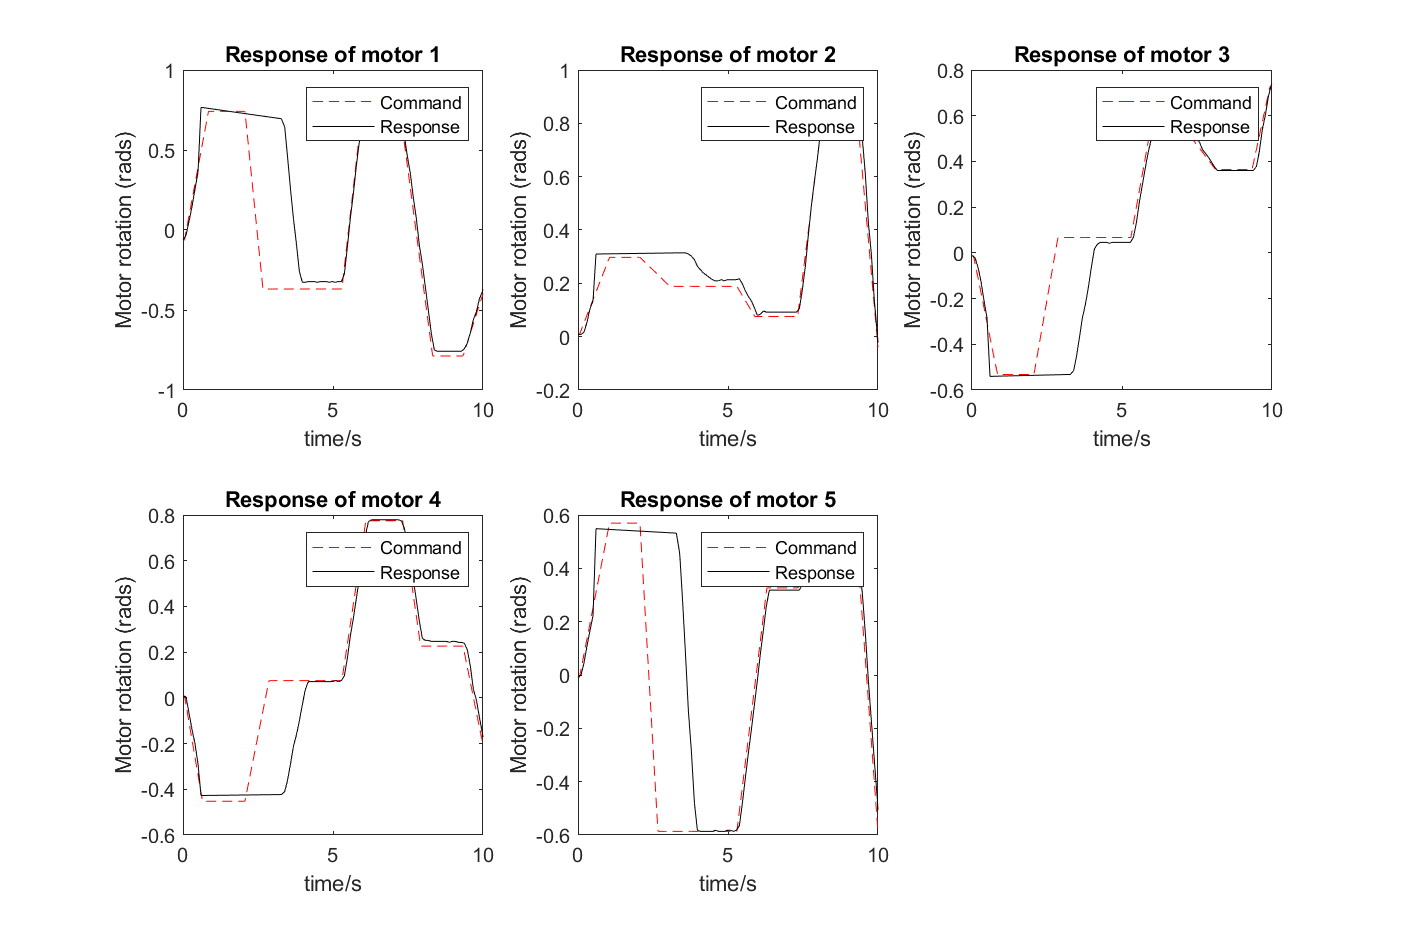 Response of motor 1
1
0.5
0
-0.5
-1
Motor rotation (rads)
Command
Response
0 5 10
time/s
Response of motor 2
1
0.8
0.6
0.4
0.2
0
-0.2
Motor rotation (rads)
Command
Response
0 5 10
time/s
Response of motor 3
0.8
0.6
0.4
0.2
0
-0.2
-0.4
-0.6
Motor rotation (rads)
Command
Response
0 5 10
time/s
Response of motor 4
0.8
0.6
0.4
0.2
0
-0.2
-0.4
-0.6
Motor rotation (rads)
Command
Response
0 5 10
time/s
Response of motor 5
0.6
0.4
0.2
0
-0.2
-0.4
-0.6
Motor rotation (rads)
Command
Response
0 5 10
time/s